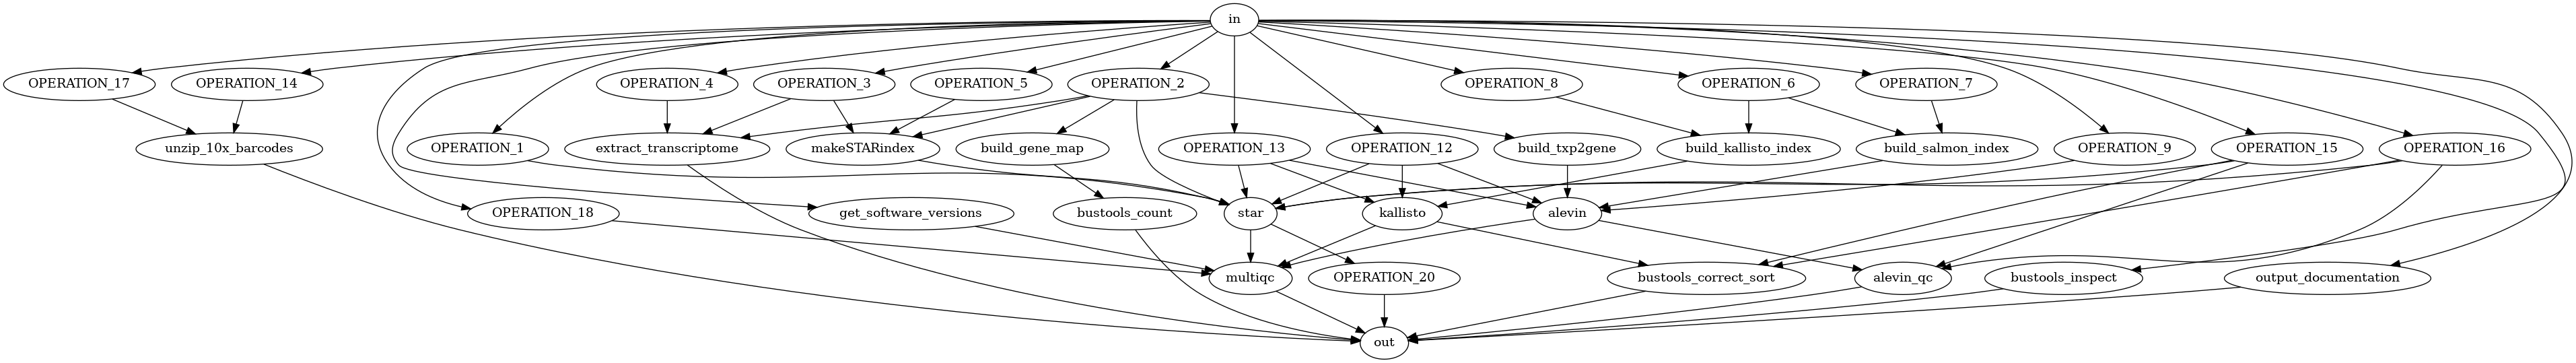 in
OPERATION_17
OPERATION_14
OPERATION_4
OPERATION_3
OPERATION_5
OPERATION_2
OPERATION_8
OPERATION_6
OPERATION_7
unzip_10x_barcodes
OPERATION_1
extract_transcriptome
makeSTARindex
build_gene_map
OPERATION_13
OPERATION_12
build_txp2gene
build_kallisto_index
build_salmon_index
OPERATION_9
OPERATION_15
OPERATION_16
OPERATION_18
get_software_versions
bustools_count
star
kallisto
alevin
multiqc
OPERATION_20
bustools_correct_sort
alevin_qc
bustools_inspect
output_documentation
out